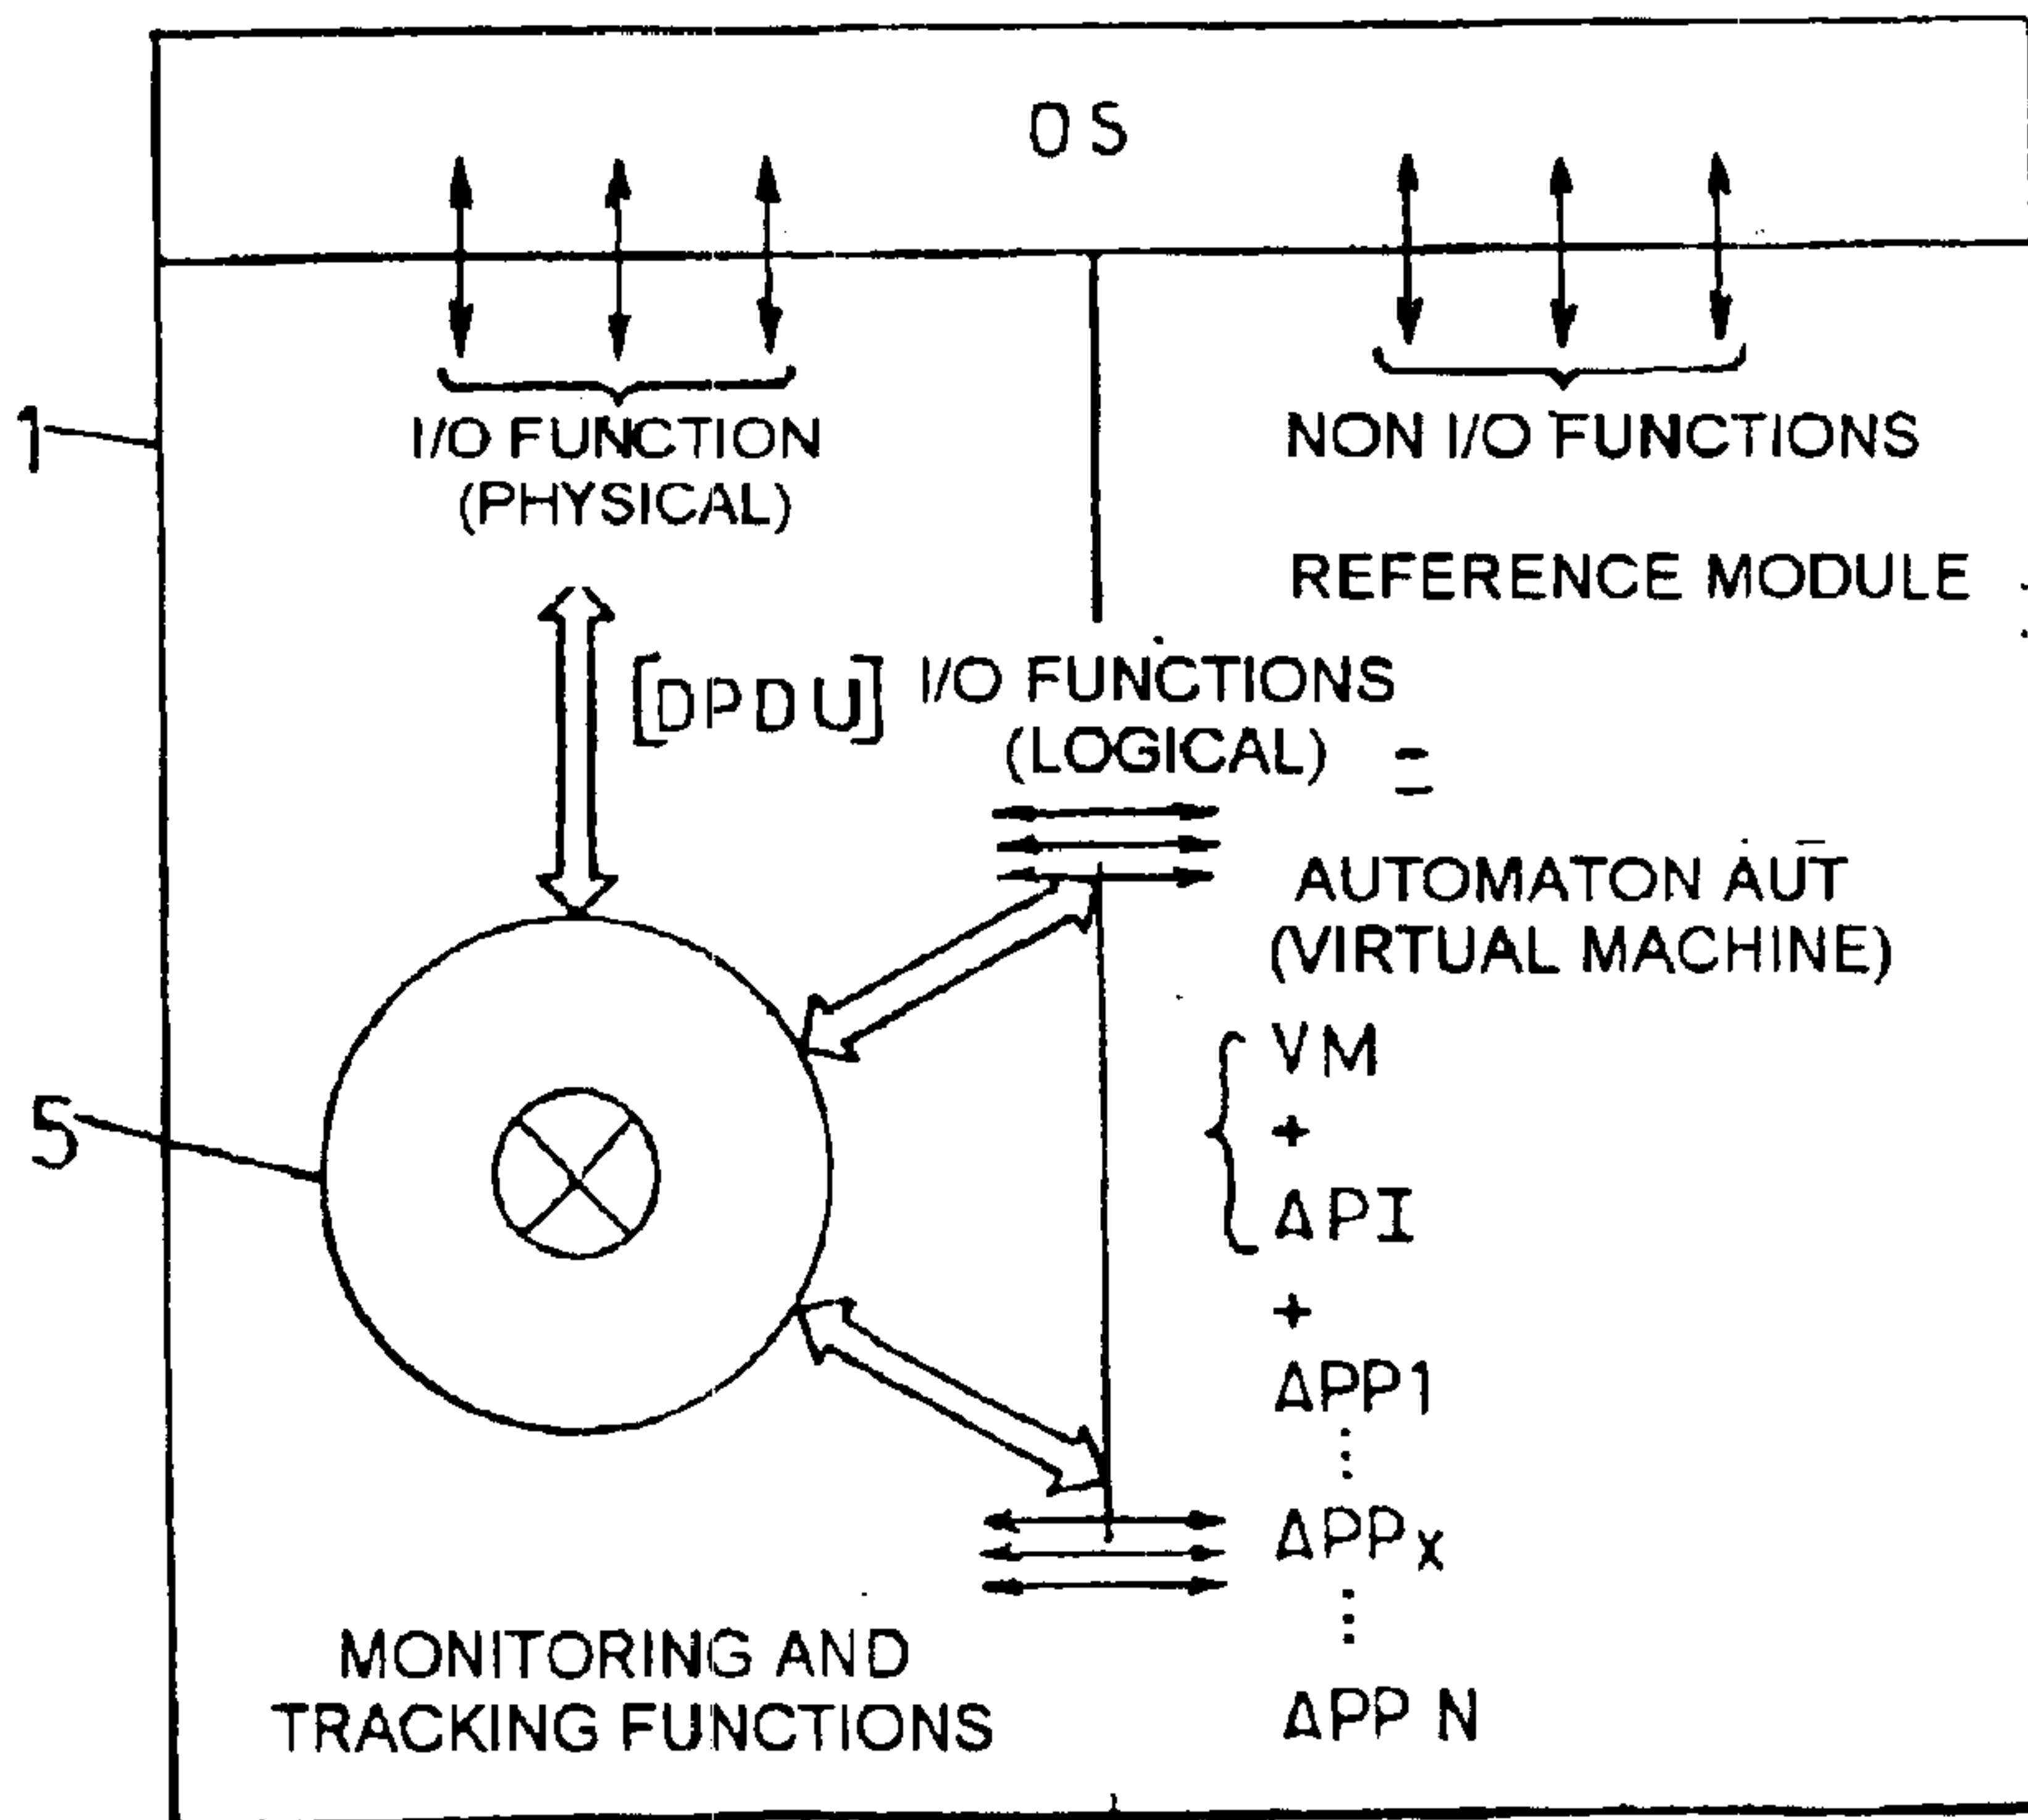 OS
I/O FUNCTION
(PHYSICAL)
NON I/O FUNCTIONS
1
REFERENCE MODULE
[DPDU]
I/O FUNCTIONS
(LOGICAL)
=
AUTOMATON AUT
(VIRTUAL MACHINE)
VM
+
API
+
APP1
⋮
APPx
⋮
APP N
5
MONITORING AND
TRACKING FUNCTIONS